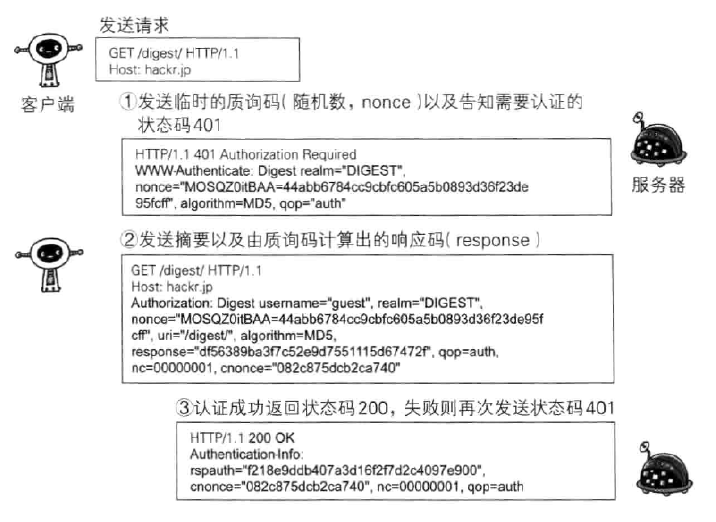 发送请求
GET /digest/ HTTP/1.1
Host: hackr.jp
客户端
①发送临时的质询码(随机数，nonce)以及告知需要认证的
状态码401
HTTP/1.1 401 Authorization Required
WWW-Authenticate: Digest realm="DIGEST",
nonce="MOSQZ0itBAA=44abb6784cc9cbfc605a5b0893d36f23de
95fcff", algorithm=MD5, qop="auth"
服务器
②发送摘要以及由质询码计算出的响应码(response)
GET /digest/ HTTP/1.1
Host: hackr.jp
Authorization: Digest username="guest", realm="DIGEST",
nonce="MOSQZ0itBAA=44abb6784cc9cbfc605a5b0893d36f23de95f
cff", uri="/digest/", algorithm=MD5,
response="df56389ba3f7c52e9d7551115d67472f", qop=auth,
nc=00000001, cnonce="082c875dcb2ca740"
③认证成功返回状态码200，失败则再次发送状态码401
HTTP/1.1 200 OK
Authentication-Info:
rspauth="f218e9ddb407a3d16f2f7d2c4097e900",
cnonce="082c875dcb2ca740", nc=00000001, qop=auth